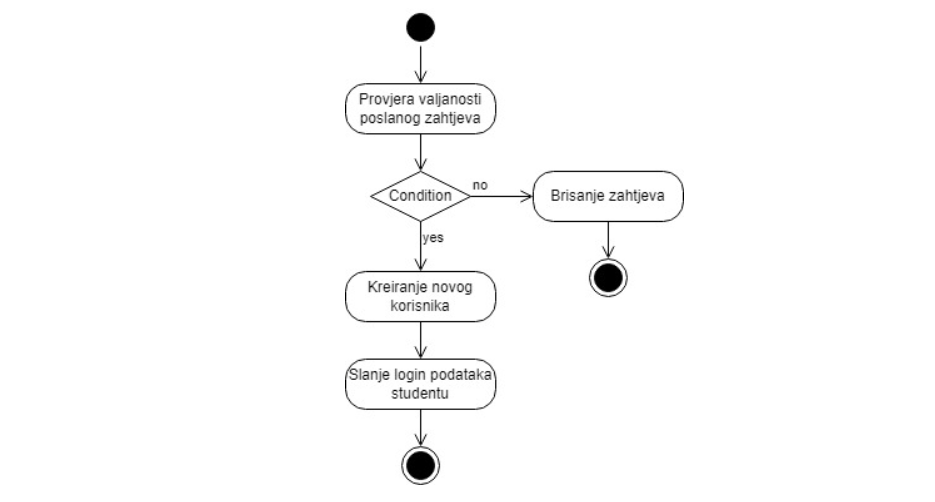 Provjera valjanosti
poslanog zahtjeva
Condition
no
Brisanje zahtjeva
yes
Kreiranje novog
korisnika
Slanje login podataka
studentu